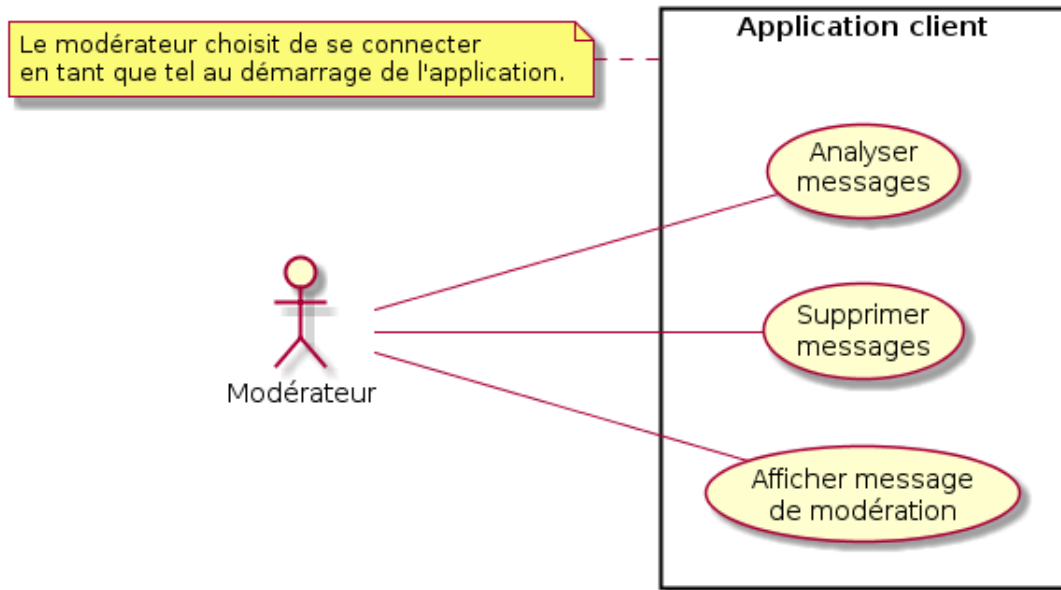 Le modérateur choisit de se connecter
en tant que tel au démarrage de l'application.
Application client
Analyser
messages
Supprimer
messages
Modérateur
Afficher message
de modération